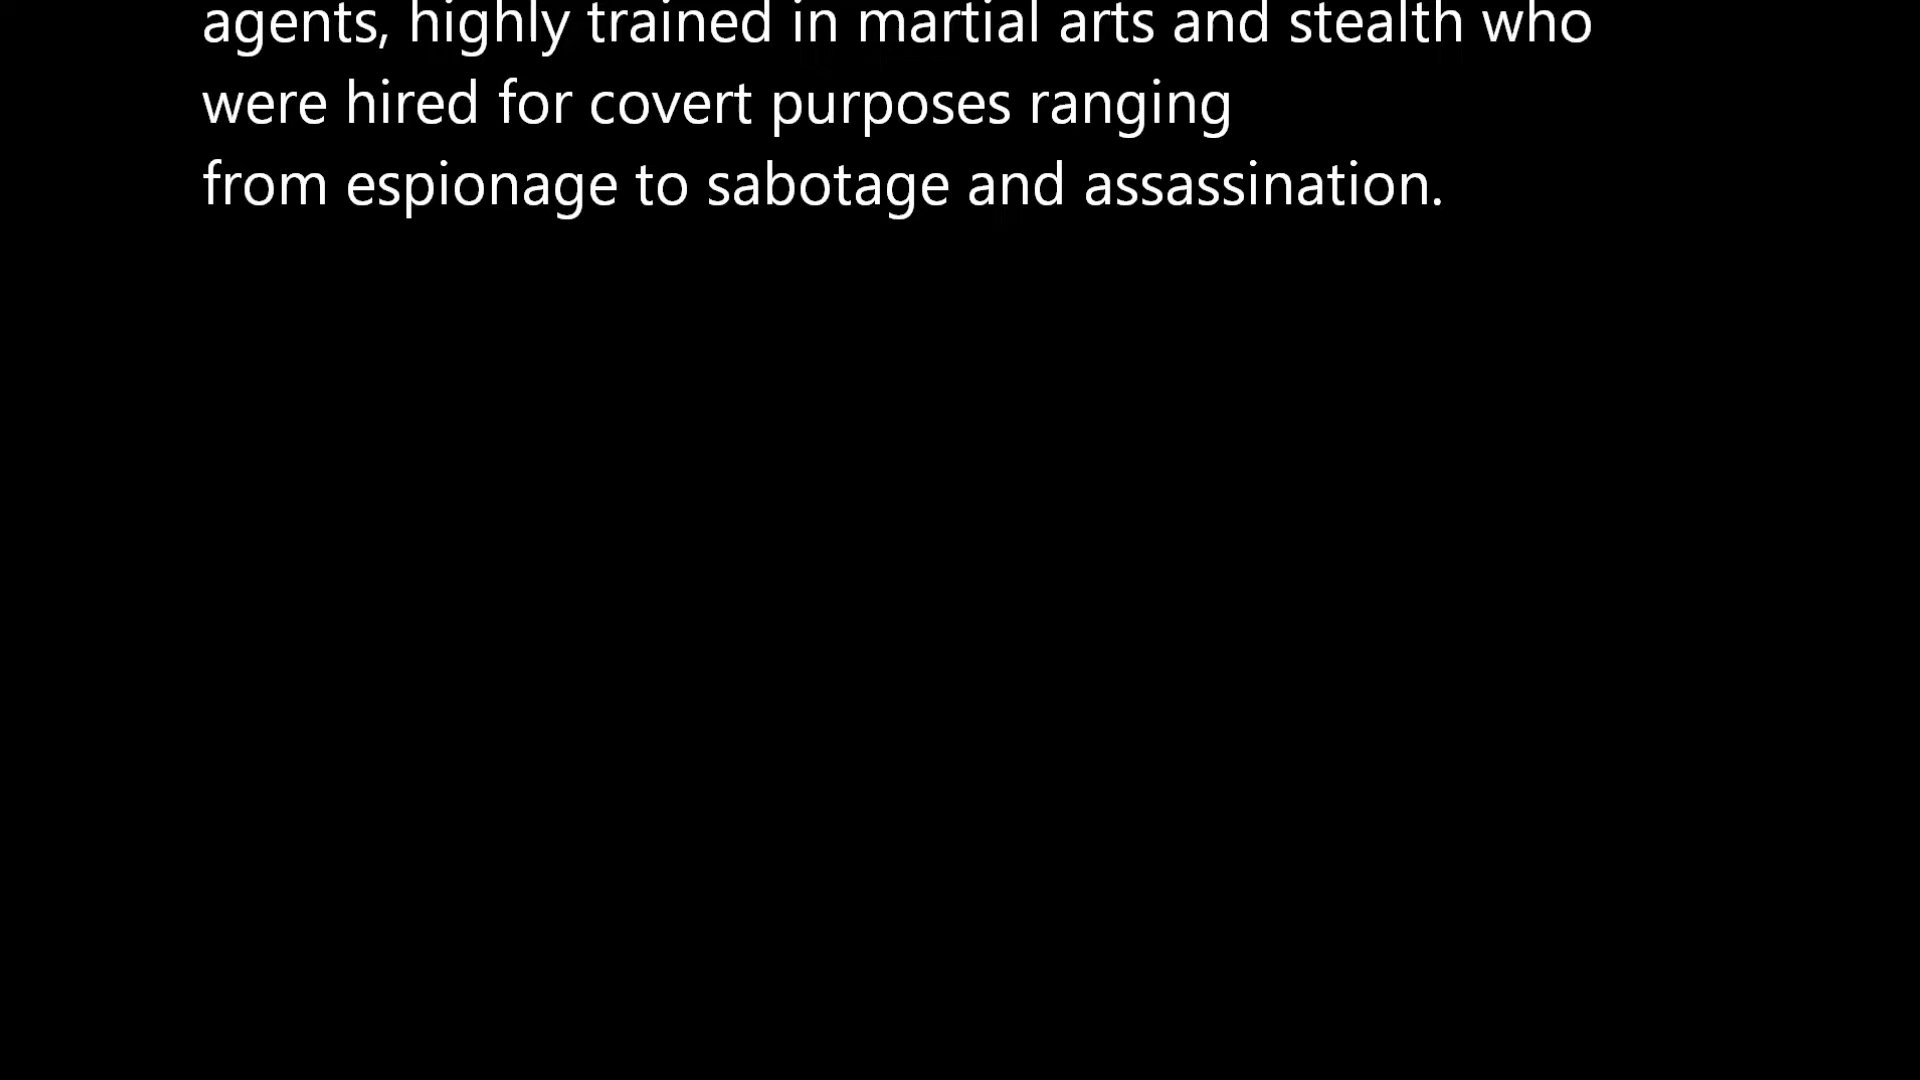 agents, highly trained in martial arts and stealth who
were hired for covert purposes ranging
from espionage to sabotage and assassination.